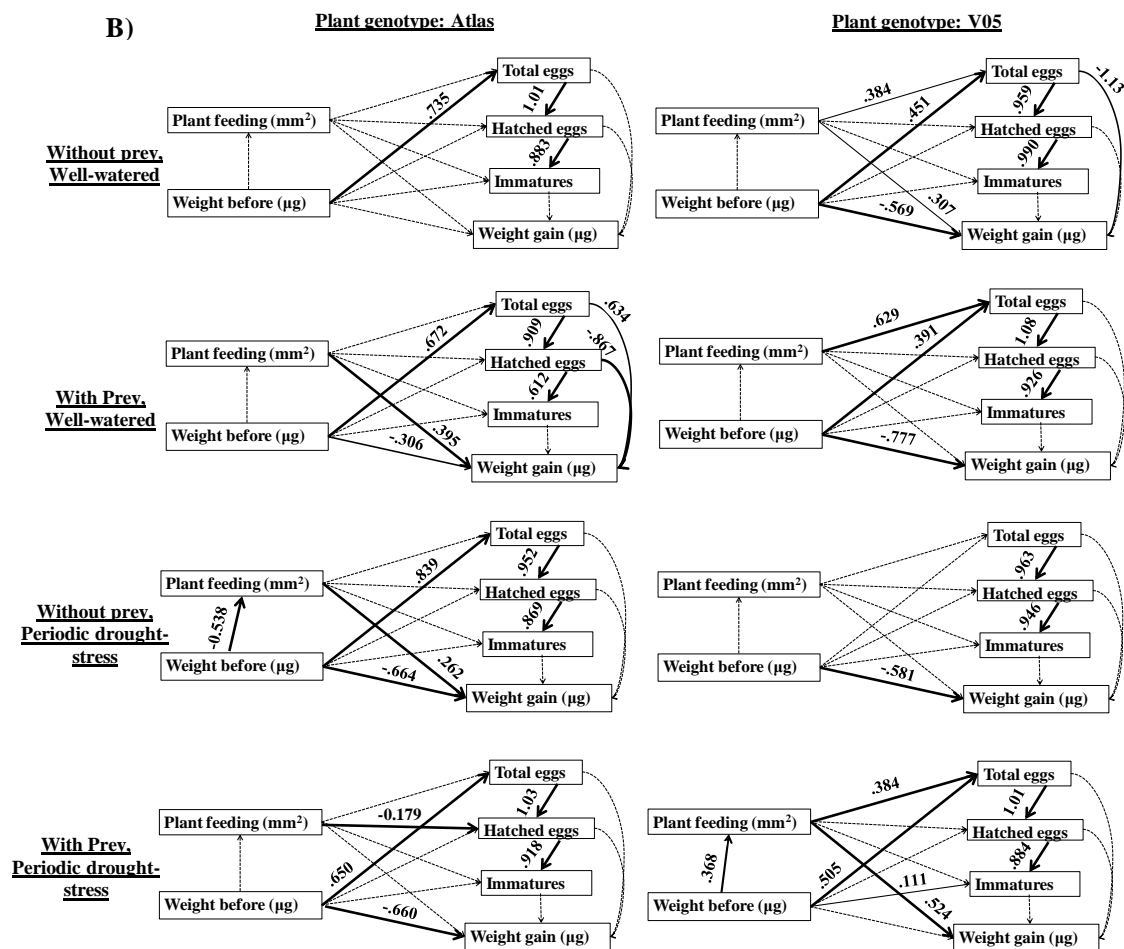 B)
Plant genotype: Atlas
Plant genotype: V05
Without prey,
Well-watered
Plant feeding (mm²)
Weight before (µg)
Total eggs
Hatched eggs
Immatures
Weight gain (µg)
.735
1.01
.883
Plant feeding (mm²)
Weight before (µg)
Total eggs
Hatched eggs
Immatures
Weight gain (µg)
.384
.451
.959
.990
.307
-.569
-1.13
With Prey,
Well-watered
Plant feeding (mm²)
Weight before (µg)
Total eggs
Hatched eggs
Immatures
Weight gain (µg)
.672
.909
.612
.634
-.867
.395
-.306
Plant feeding (mm²)
Weight before (µg)
Total eggs
Hatched eggs
Immatures
Weight gain (µg)
.629
.391
1.08
.926
-.777
Without prey,
Periodic drought-
stress
Plant feeding (mm²)
Weight before (µg)
Total eggs
Hatched eggs
Immatures
Weight gain (µg)
-0.538
.839
.952
.869
.262
-.664
Plant feeding (mm²)
Weight before (µg)
Total eggs
Hatched eggs
Immatures
Weight gain (µg)
.963
.946
-.581
With Prey,
Periodic drought-
stress
Plant feeding (mm²)
Weight before (µg)
Total eggs
Hatched eggs
Immatures
Weight gain (µg)
-0.179
1.03
.918
.650
-.660
Plant feeding (mm²)
Weight before (µg)
Total eggs
Hatched eggs
Immatures
Weight gain (µg)
.384
1.01
.884
.368
.505
.111
.524